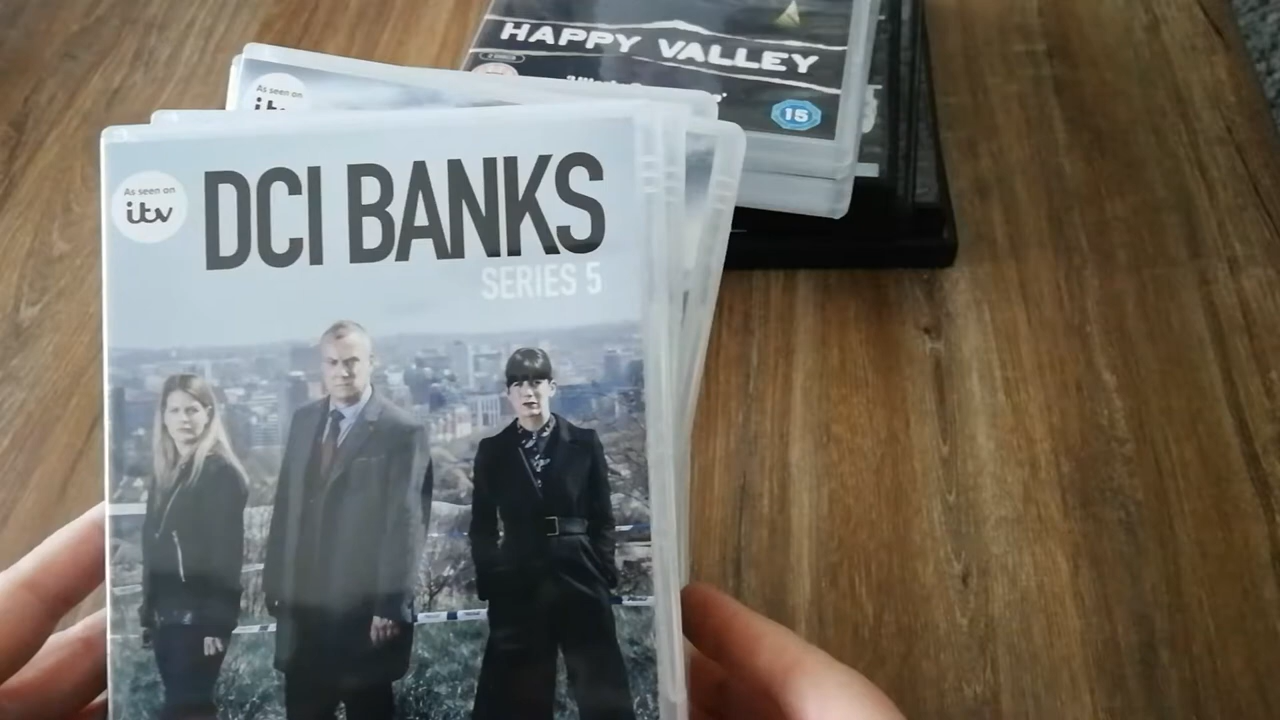 HAPPY VALLEY
15
As seen on
itv
As seen on
itv
DCI BANKS
SERIES 5